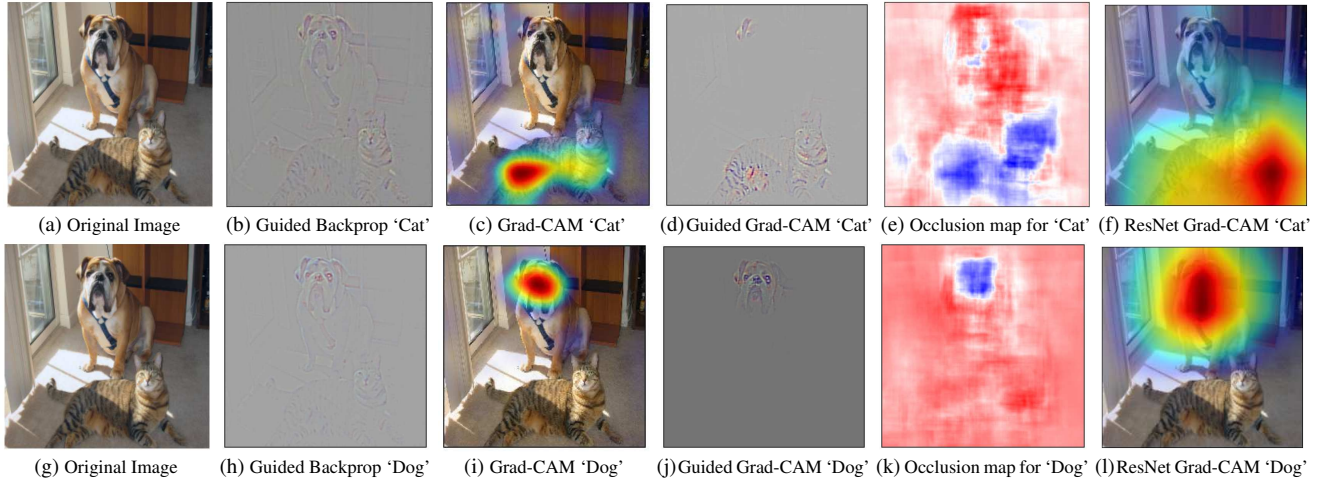 (a) Original Image
(b) Guided Backprop ‘Cat’
(c) Grad-CAM ‘Cat’
(d) Guided Grad-CAM ‘Cat’
(e) Occlusion map for ‘Cat’
(f) ResNet Grad-CAM ‘Cat’
(g) Original Image
(h) Guided Backprop ‘Dog’
(i) Grad-CAM ‘Dog’
(j) Guided Grad-CAM ‘Dog’
(k) Occlusion map for ‘Dog’
(l) ResNet Grad-CAM ‘Dog’